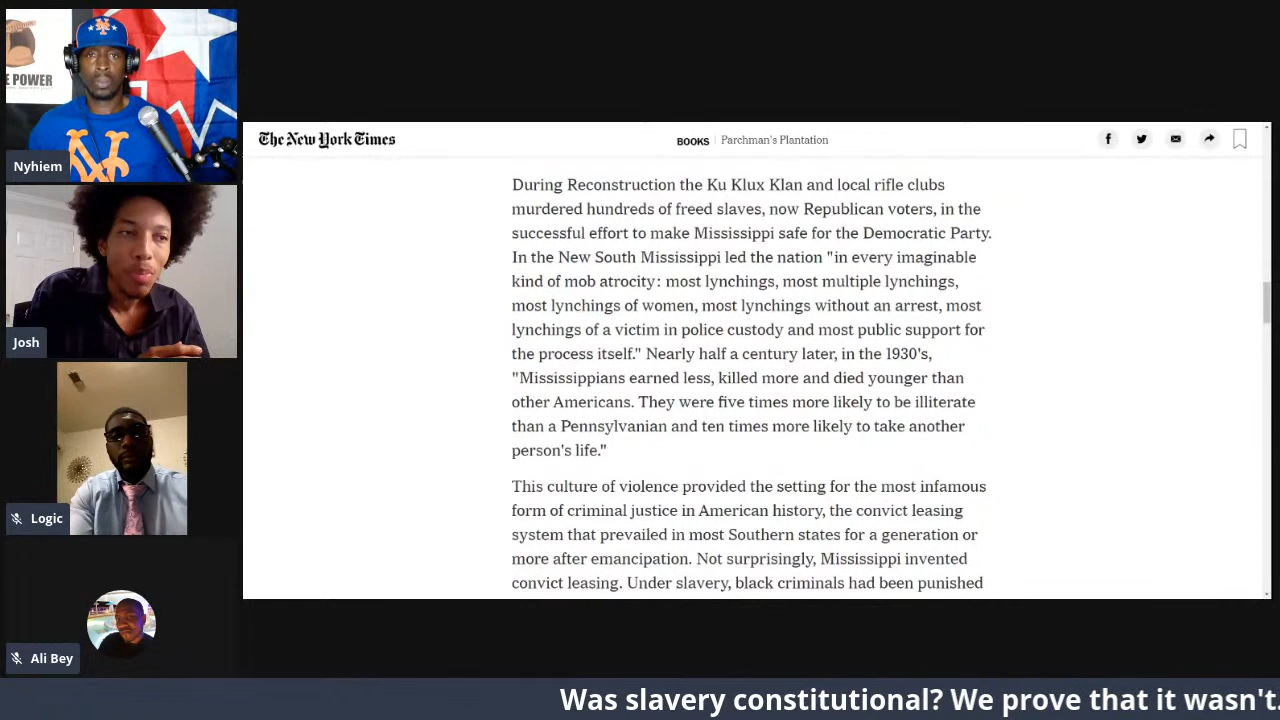 E POWER
Nyhiem
Josh
Logic
Ali Bey
The New York Times
BOOKS | Parchman's Plantation
During Reconstruction the Ku Klux Klan and local rifle clubs
murdered hundreds of freed slaves, now Republican voters, in the
successful effort to make Mississippi safe for the Democratic Party.
In the New South Mississippi led the nation "in every imaginable
kind of mob atrocity: most lynchings, most multiple lynchings,
most lynchings of women, most lynchings without an arrest, most
lynchings of a victim in police custody and most public support for
the process itself." Nearly half a century later, in the 1930's,
"Mississippians earned less, killed more and died younger than
other Americans. They were five times more likely to be illiterate
than a Pennsylvanian and ten times more likely to take another
person's life."
This culture of violence provided the setting for the most infamous
form of criminal justice in American history, the convict leasing
system that prevailed in most Southern states for a generation or
more after emancipation. Not surprisingly, Mississippi invented
convict leasing. Under slavery, black criminals had been punished
Was slavery constitutional? We prove that it wasn't.